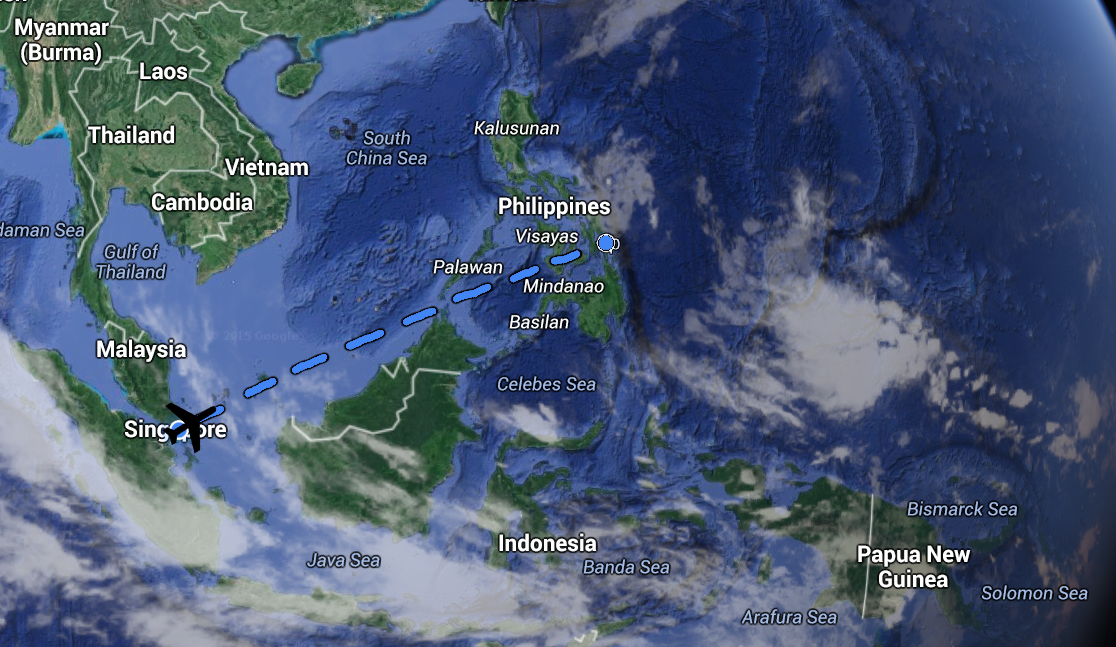 Myanmar
(Burma)
Laos
Thailand
Vietnam
Cambodia
South
China Sea
Kalusunan
Philippines
Visayas
daman Sea
Gulf of
Thailand
Palawan
Mindanao
Basilan
Malaysia
Celebes Sea
Singapore
Bismarck Sea
Indonesia
Java Sea
Banda Sea
Papua New
Guinea
Solomon Sea
Arafura Sea